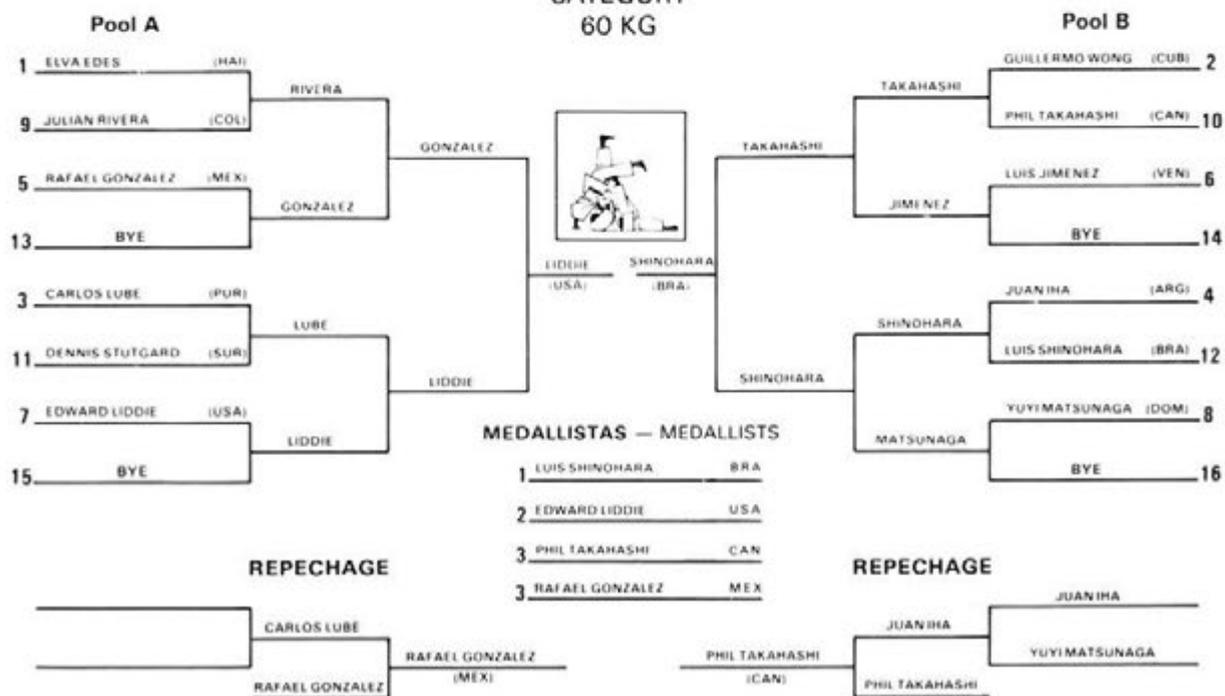 CATEGORY
60 KG
Pool A
1 ELVA EDES (HAI)
9 JULIAN RIVERA (COL)
5 RAFAEL GONZALEZ (MEX)
13 BYE
3 CARLOS LUBE (PUR)
11 DENNIS STUTGARD (SUR)
7 EDWARD LIDDIE (USA)
15 BYE
RIVERA
GONZALEZ
LUBE
LIDDIE
GONZALEZ
LIDDIE
LIDDIE
(USA)
SHINOHARA
(BRA)
Pool B
GUILLERMO WONG (CUB) 2
PHIL TAKAHASHI (CAN) 10
LUIS JIMENEZ (VEN) 6
BYE 14
JUAN IHA (ARG) 4
LUIS SHINOHARA (BRA) 12
YUYI MATSUNAGA (DOM) 8
BYE 16
TAKAHASHI
JIMENEZ
SHINOHARA
MATSUNAGA
TAKAHASHI
SHINOHARA
MEDALLISTAS — MEDALLISTS
1 LUIS SHINOHARA BRA
2 EDWARD LIDDIE USA
3 PHIL TAKAHASHI CAN
3 RAFAEL GONZALEZ MEX
REPECHAGE
CARLOS LUBE
RAFAEL GONZALEZ
RAFAEL GONZALEZ
(MEX)
REPECHAGE
JUAN IHA
YUYI MATSUNAGA
JUAN IHA
PHIL TAKAHASHI
PHIL TAKAHASHI
(CAN)